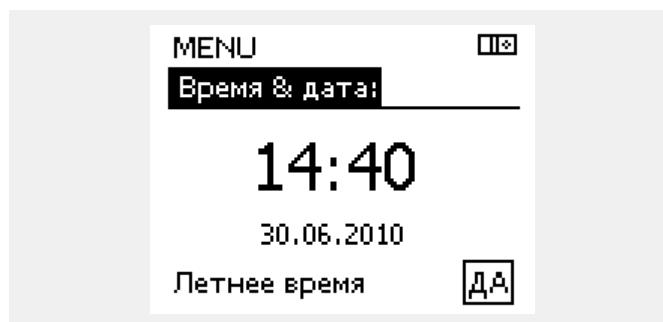 MENU
Время & дата:
14:40
30.06.2010
Летнее время ДА